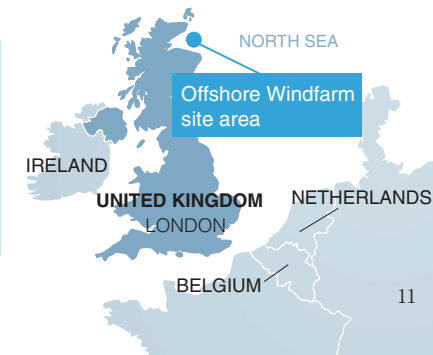 NORTH SEA
Offshore Windfarm
site area
IRELAND
UNITED KINGDOM
LONDON
NETHERLANDS
BELGIUM
11